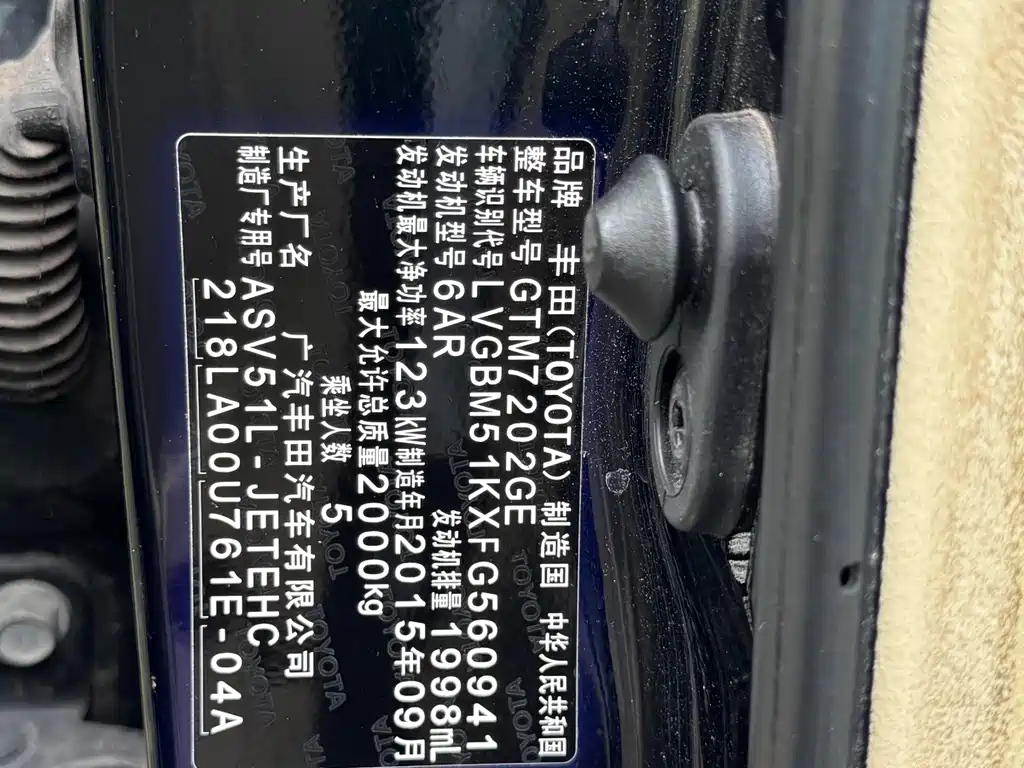 品牌 丰田(TOYOTA) 制造国 中华人民共和国
整车型号 GTM7202GE
车辆识别代号 LVGBM51KXFG560941
发动机型号 6AR 发动机排量 1998mL
发动机最大净功率 123kW 制造年月 2015年09月
最大允许总质量 2000kg
乘坐人数 5
生产厂名 广汽丰田汽车有限公司
制造厂专用号 ASV51L-JETEHC
218LA00U761E-04A